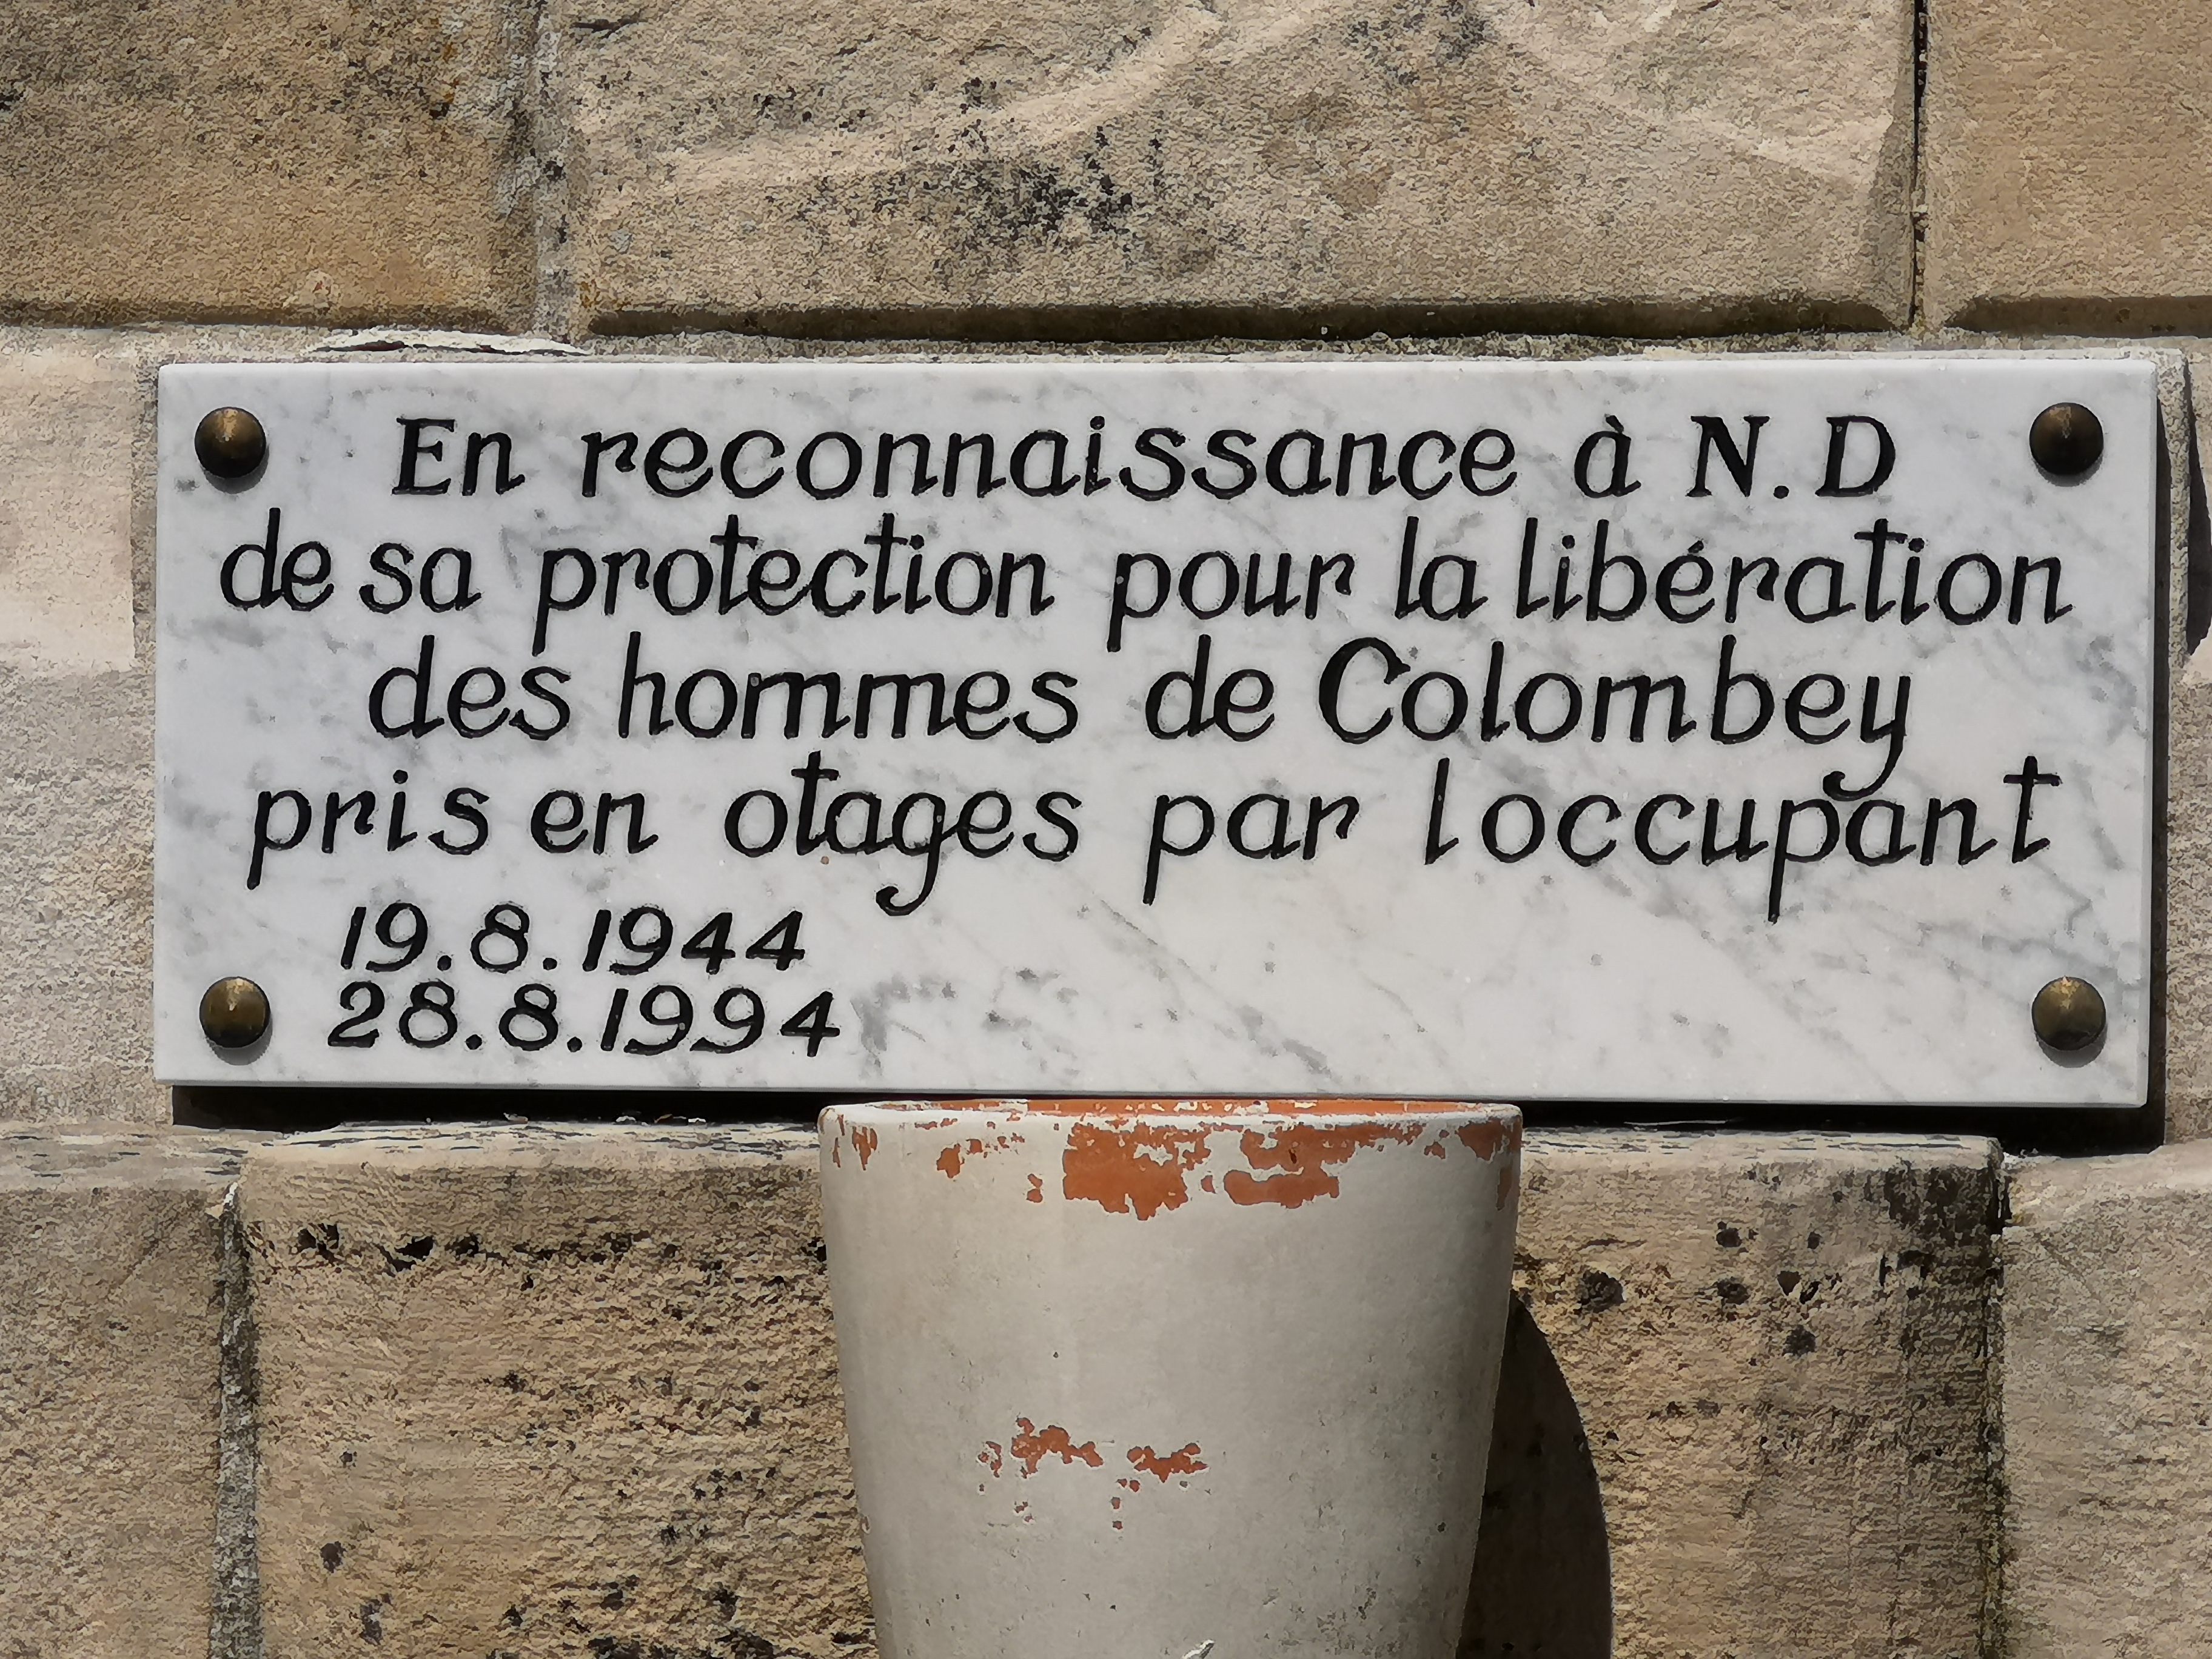 En reconnaissance à N.D
de sa protection pour la libération
des hommes de Colombey
pris en otages par loccupant
19.8.1944
28.8.1994